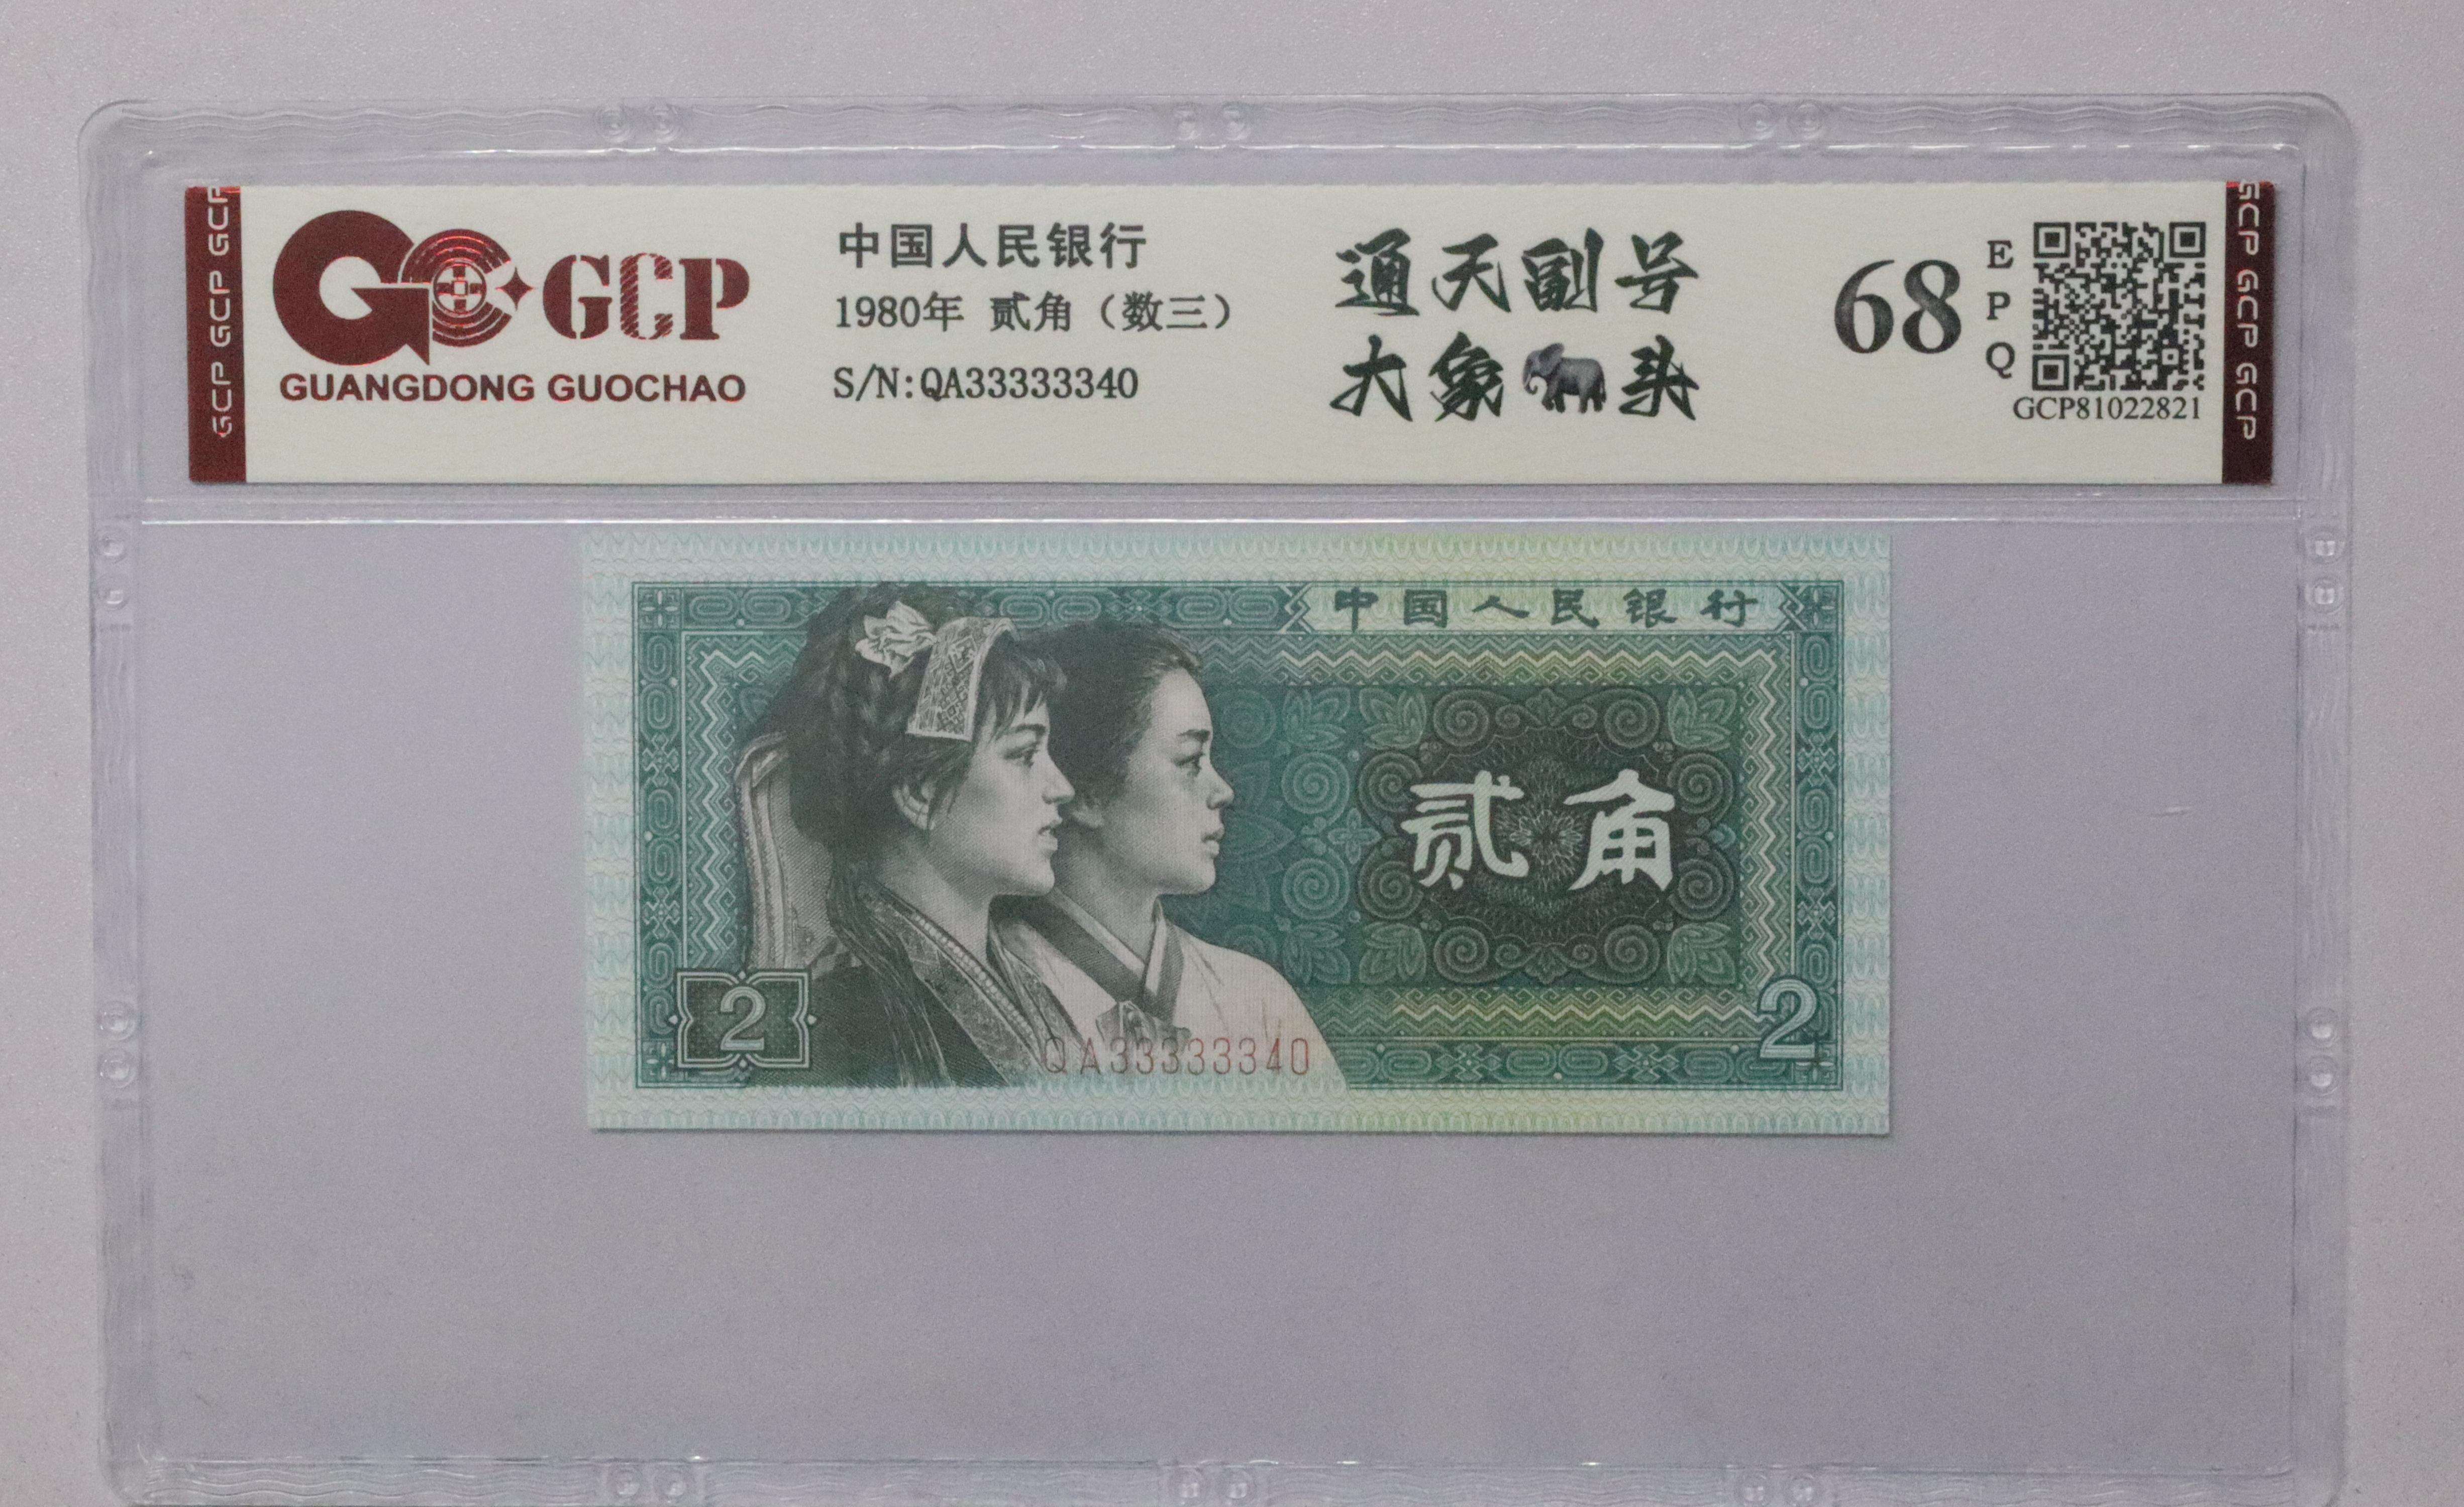 GCP GCP GCP
GCP
GUANGDONG GUOCHAO
中国人民银行
1980年 贰角（数三）
S/N:QA33333340
通天副号
大象头
68
EPQ
GCP81022821
GCP GCP GCP
中国人民银行
贰角
2
QA33333340
2